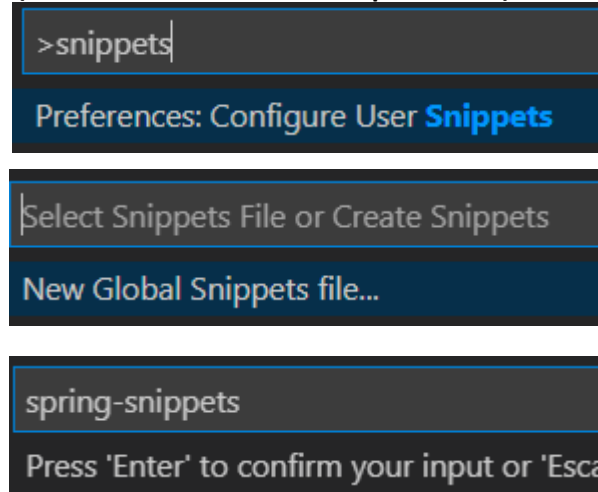 >snippets
Preferences: Configure User Snippets
Select Snippets File or Create Snippets
New Global Snippets file...
spring-snippets
Press 'Enter' to confirm your input or